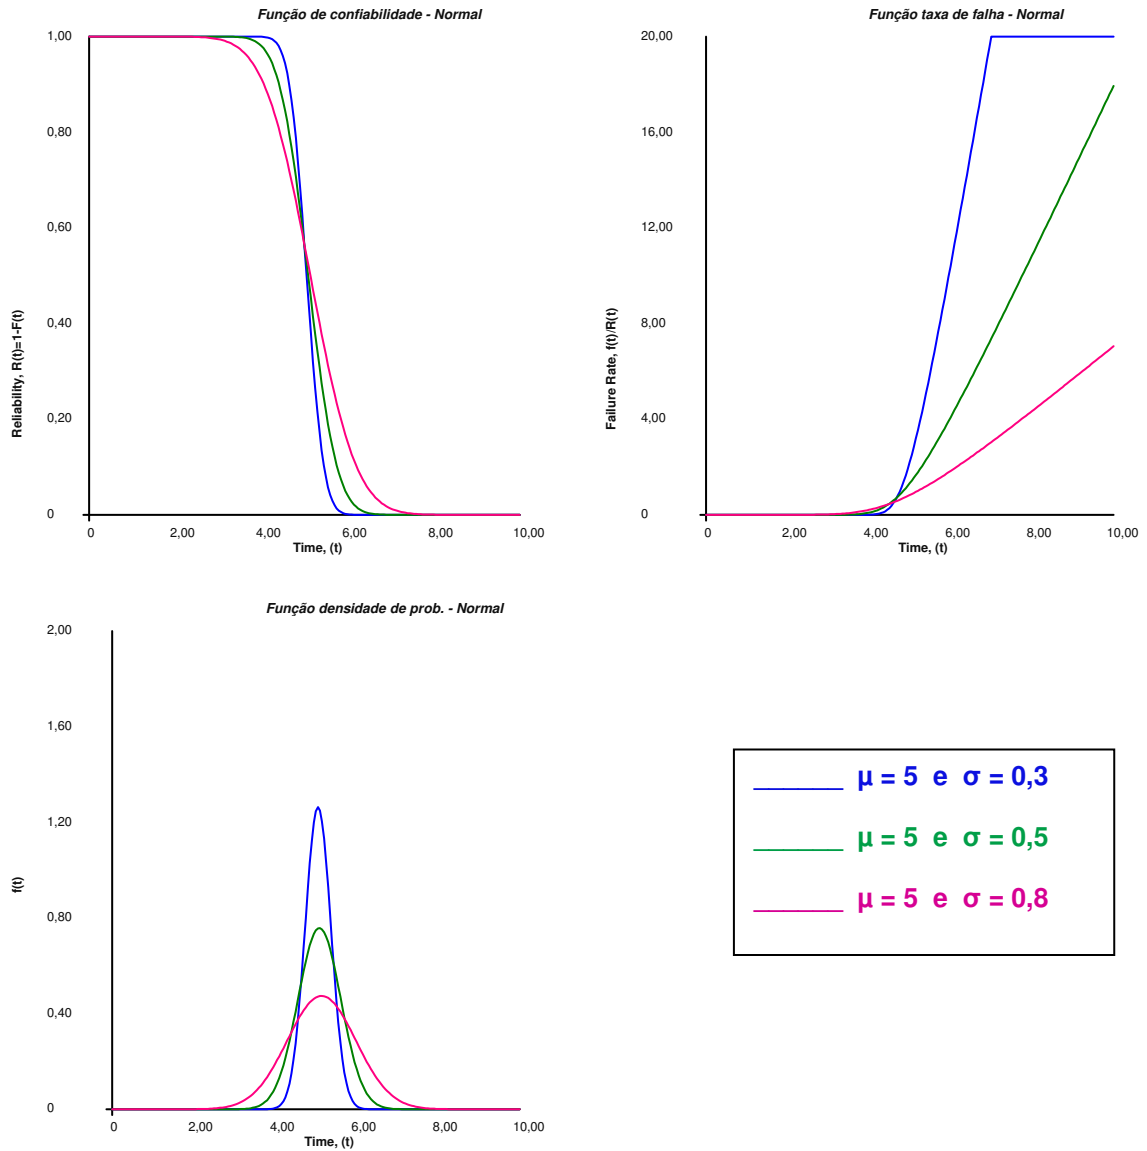 Função de confiabilidade - Normal
1,00
0,80
0,60
0,40
0,20
0
Reliability, R(t)=1-F(t)
0 2,00 4,00 6,00 8,00 10,00
Time, (t)
Função taxa de falha - Normal
20,00
16,00
12,00
8,00
4,00
0
Failure Rate, f(t)/R(t)
0 2,00 4,00 6,00 8,00 10,00
Time, (t)
Função densidade de prob. - Normal
2,00
1,60
1,20
0,80
0,40
0
f(t)
0 2,00 4,00 6,00 8,00 10,00
Time, (t)
μ = 5 e σ = 0,3
μ = 5 e σ = 0,5
μ = 5 e σ = 0,8